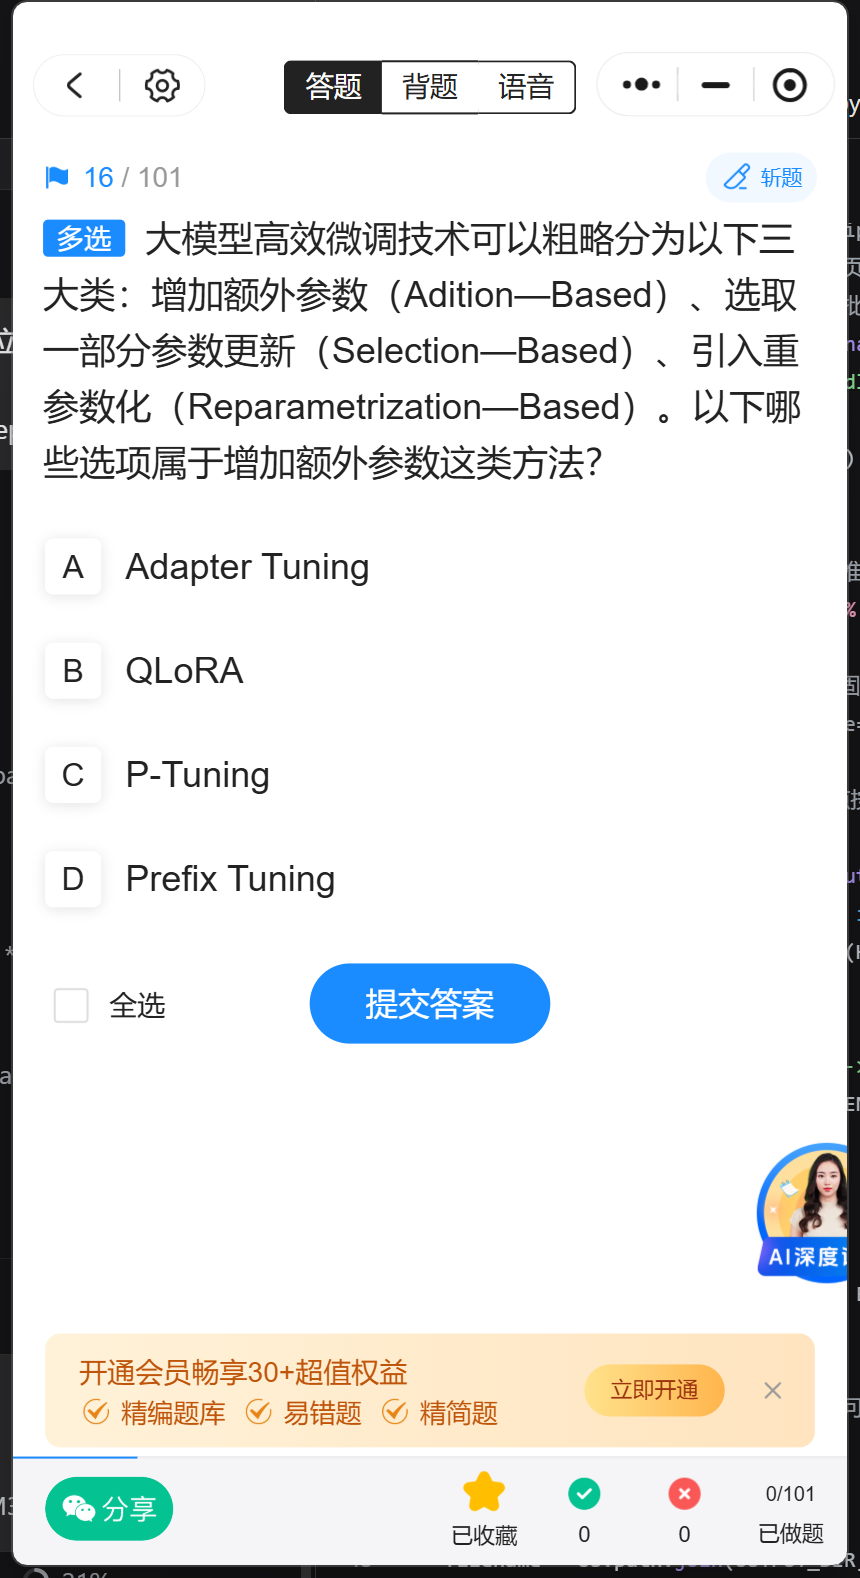 答题 背题 语音
16 / 101
斩题
多选 大模型高效微调技术可以粗略分为以下三
大类：增加额外参数（Adition—Based）、选取
一部分参数更新（Selection—Based）、引入重
参数化（Reparametrization—Based）。以下哪
些选项属于增加额外参数这类方法？
A Adapter Tuning
B QLoRA
C P-Tuning
D Prefix Tuning
全选
提交答案
AI深度
开通会员畅享30+超值权益
立即开通
精编题库 易错题 精简题
分享
已收藏
0
0
0/101
已做题